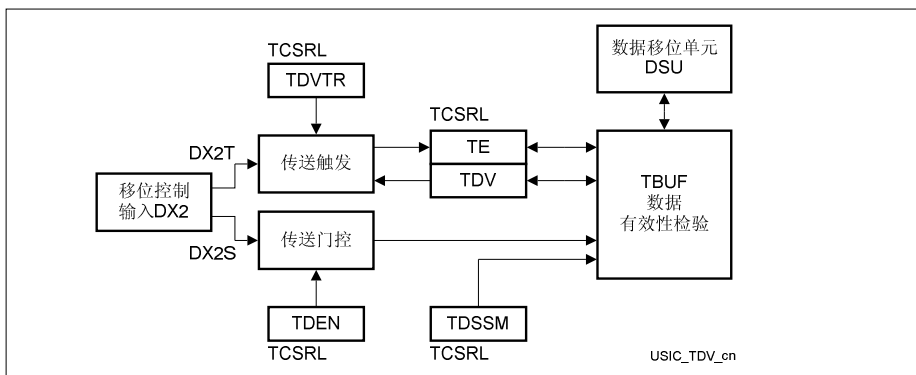 TCSRL
TDVTR
数据移位单元
DSU
TCSRL
DX2T
传送触发
TE
TDV
移位控制
输入DX2
TBUF
数据
有效性检验
DX2S
传送门控
TDEN
TCSRL
TDSSM
TCSRL
USIC_TDV_cn